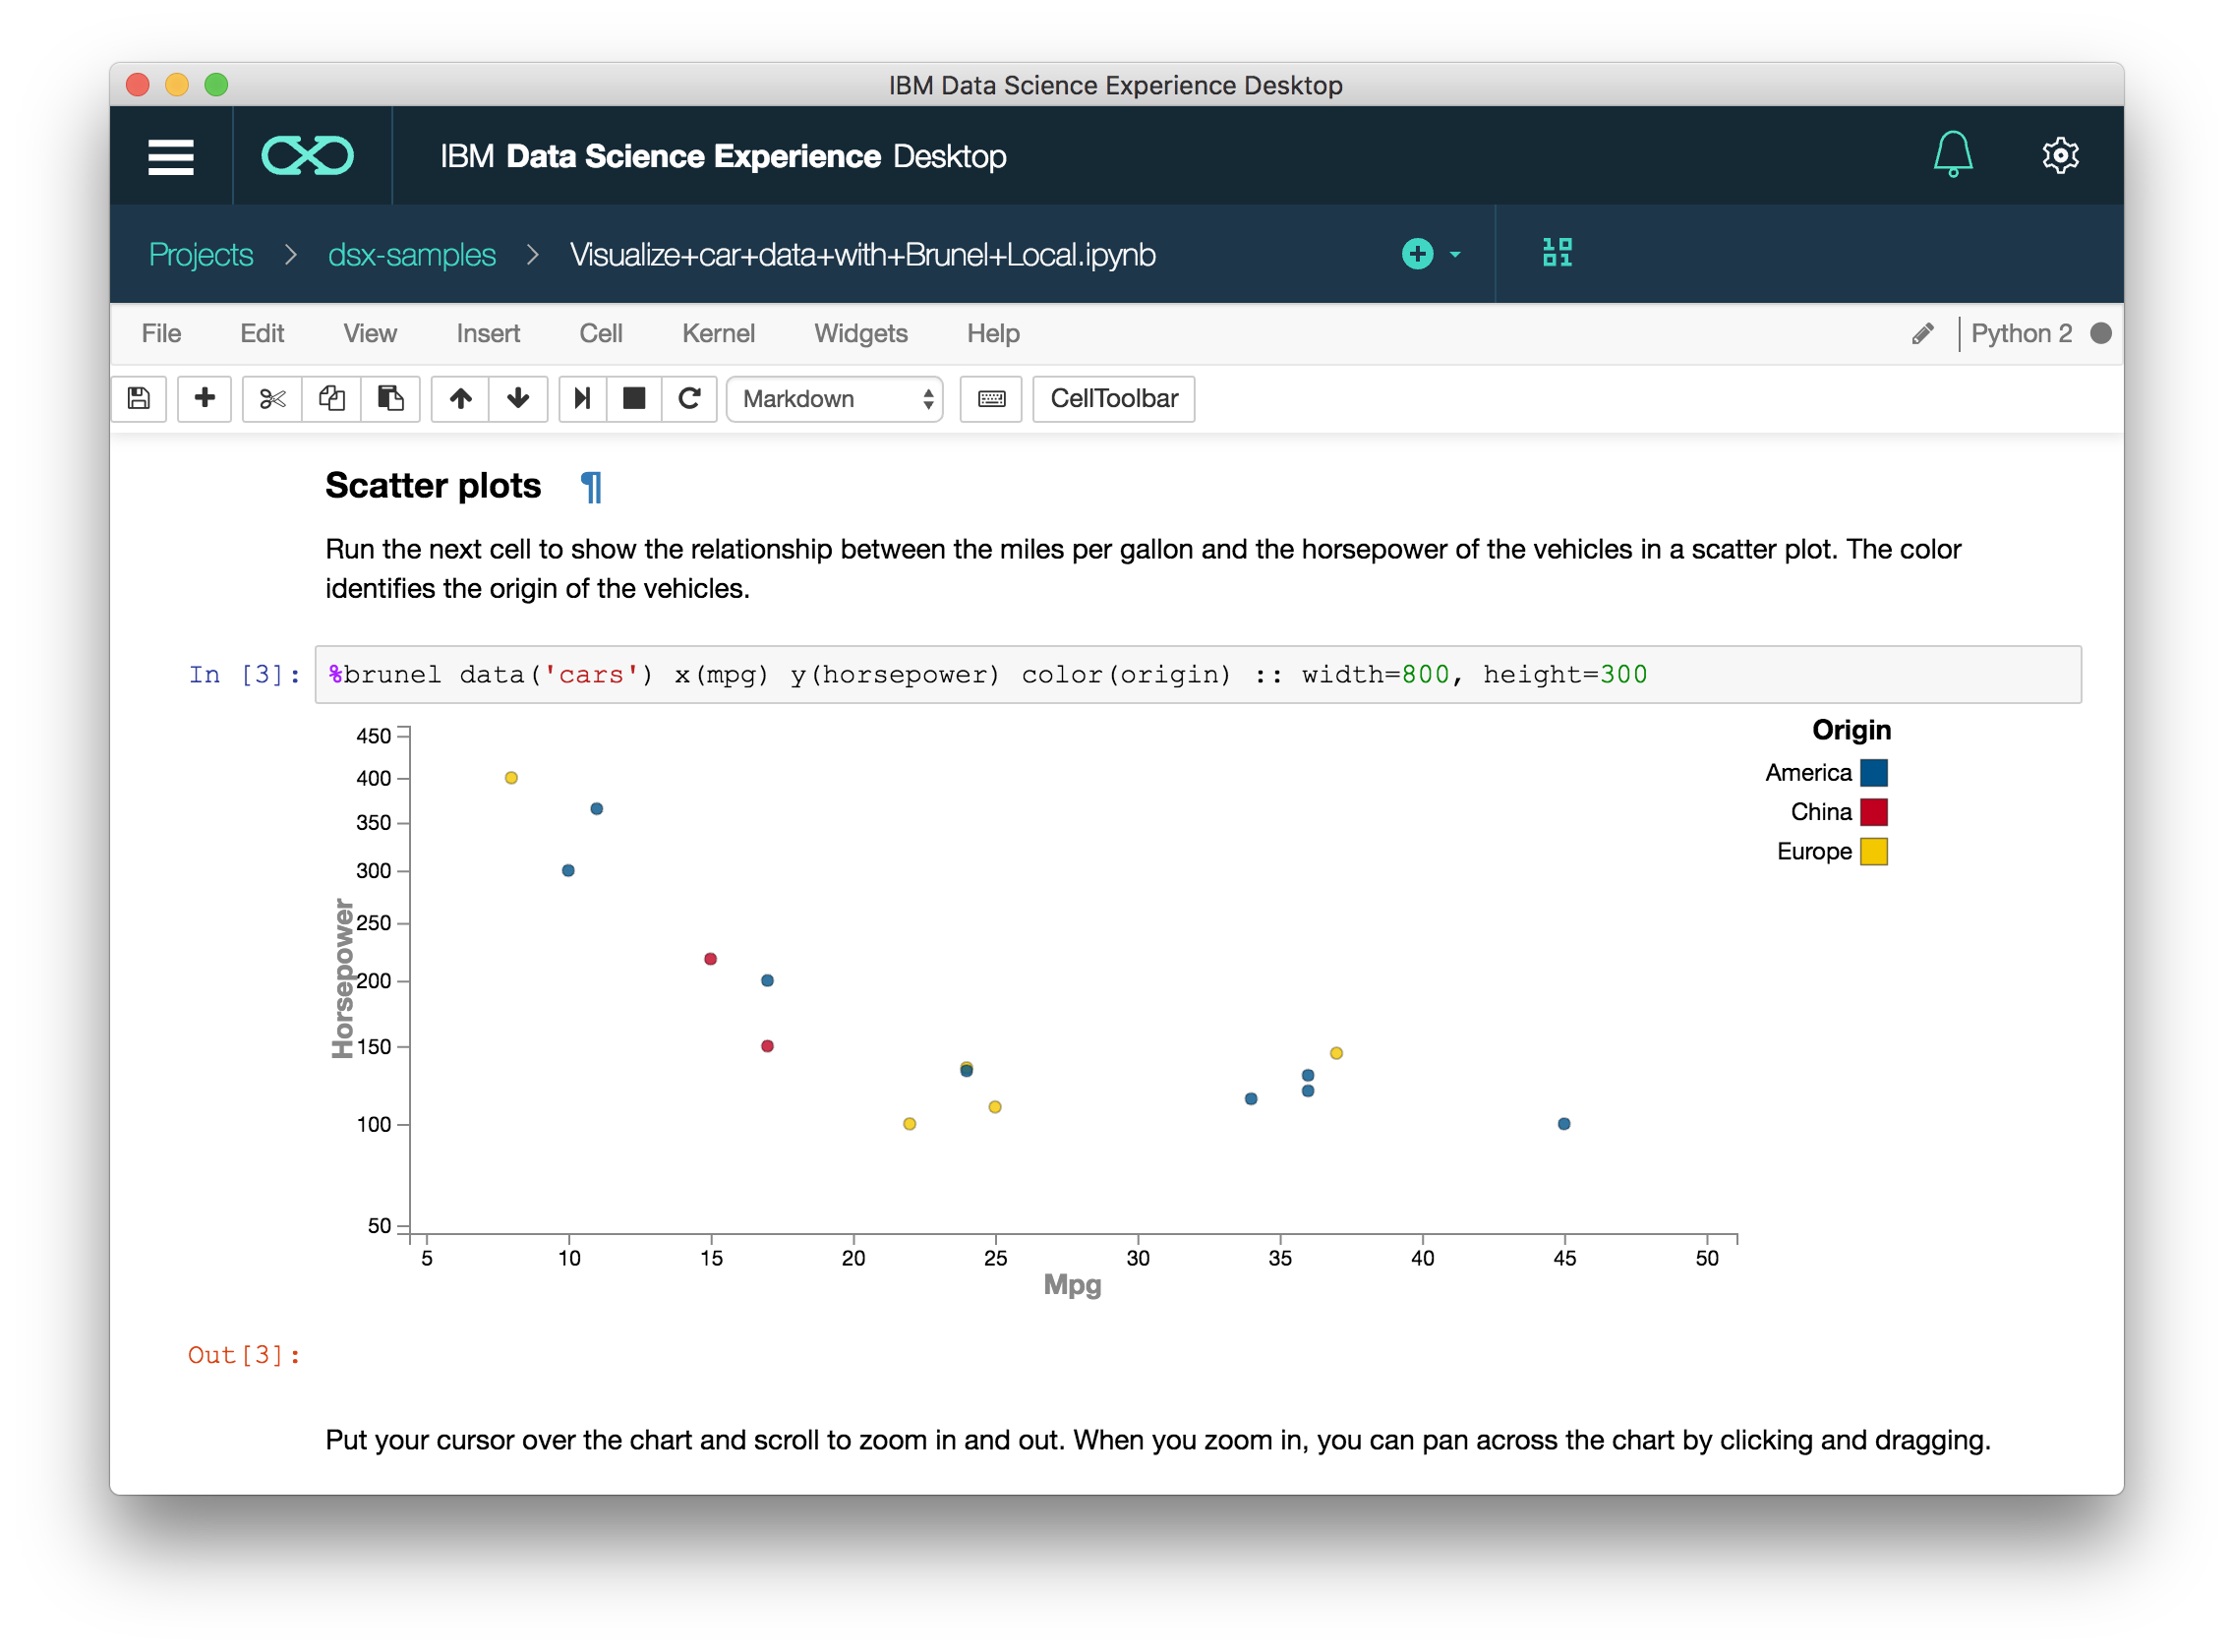 IBM Data Science Experience Desktop
IBM Data Science Experience Desktop
Projects > dsx-samples > Visualize+car+data+with+Brunel+Local.ipynb
10
01
File Edit View Insert Cell Kernel Widgets Help Python 2
Markdown CellToolbar
Scatter plots ¶
Run the next cell to show the relationship between the miles per gallon and the horsepower of the vehicles in a scatter plot. The color
identifies the origin of the vehicles.
In [3]: %brunel data('cars') x(mpg) y(horsepower) color(origin) :: width=800, height=300
Horsepower
450
400
350
300
250
200
150
100
50
5 10 15 20 25 30 35 40 45 50
Mpg
Origin
America
China
Europe
Out[3]:
Put your cursor over the chart and scroll to zoom in and out. When you zoom in, you can pan across the chart by clicking and dragging.